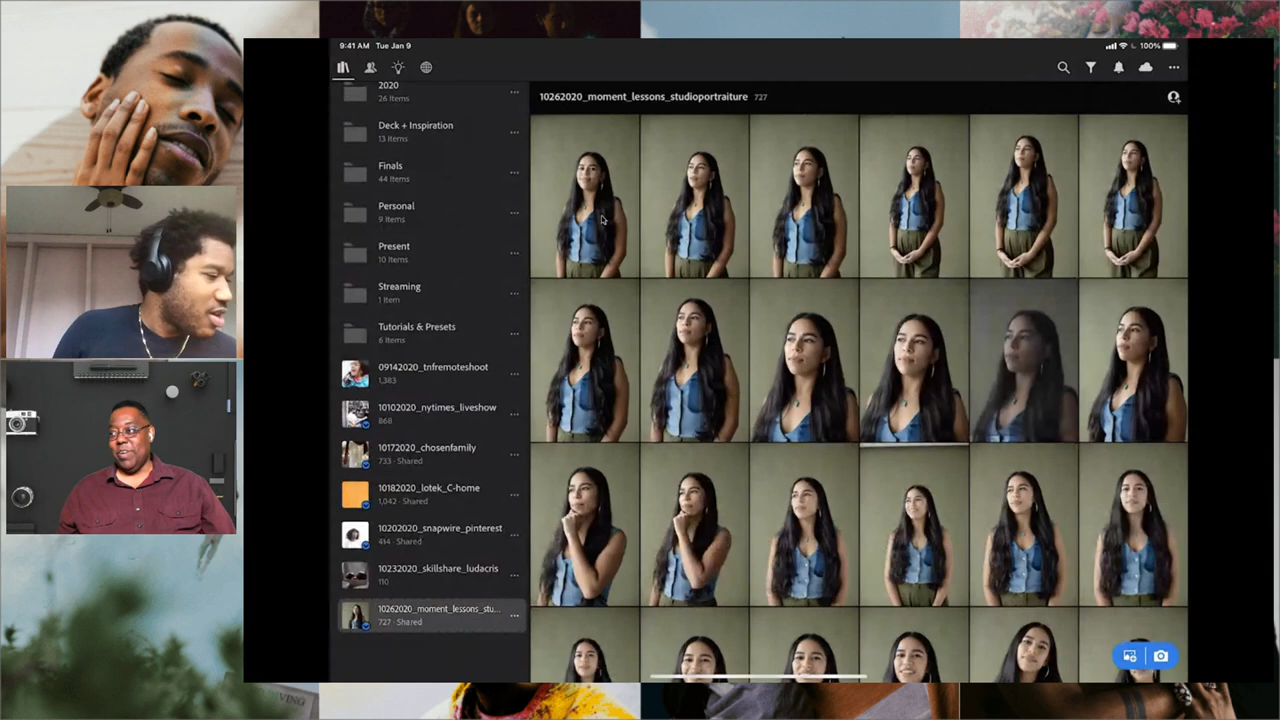 9:41 AM Tue Jan 9
100%
2020
26 Items
Deck + Inspiration
13 Items
Finals
44 Items
Personal
9 Items
Present
10 Items
Streaming
1 Item
Tutorials & Presets
6 Items
09142020_tnfremoteshoot
1,383
10102020_nytimes_liveshow
868
10172020_chosenfamily
733 · Shared
10182020_lotek_C-home
1,042 · Shared
10202020_snapwire_pinterest
414 · Shared
10232020_skillshare_ludacris
110
10262020_moment_lessons_stu...
727 · Shared
10262020_moment_lessons_studioportraiture 727
VING